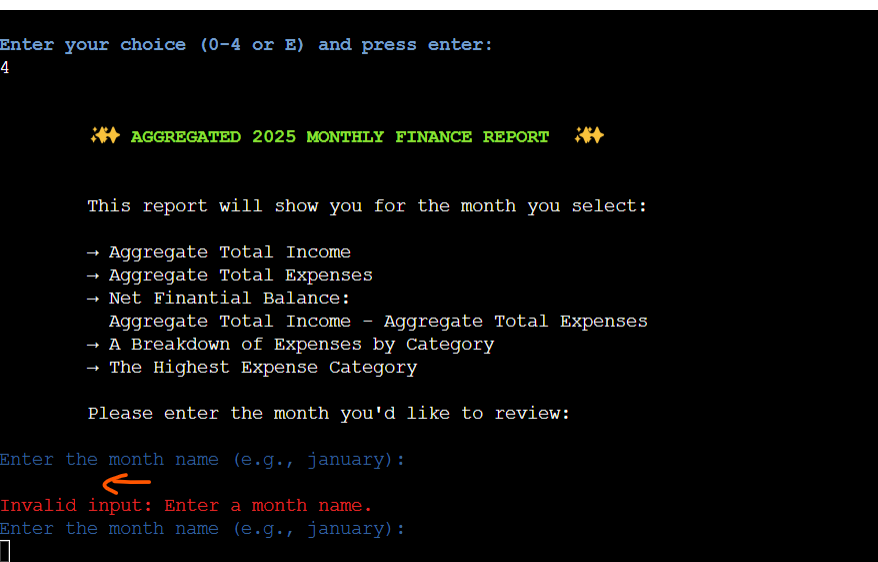 Enter your choice (0-4 or E) and press enter:
4
✨ AGGREGATED 2025 MONTHLY FINANCE REPORT ✨
This report will show you for the month you select:
→ Aggregate Total Income
→ Aggregate Total Expenses
→ Net Finantial Balance:
Aggregate Total Income - Aggregate Total Expenses
→ A Breakdown of Expenses by Category
→ The Highest Expense Category
Please enter the month you'd like to review:
Enter the month name (e.g., january):
Invalid input: Enter a month name.
Enter the month name (e.g., january):